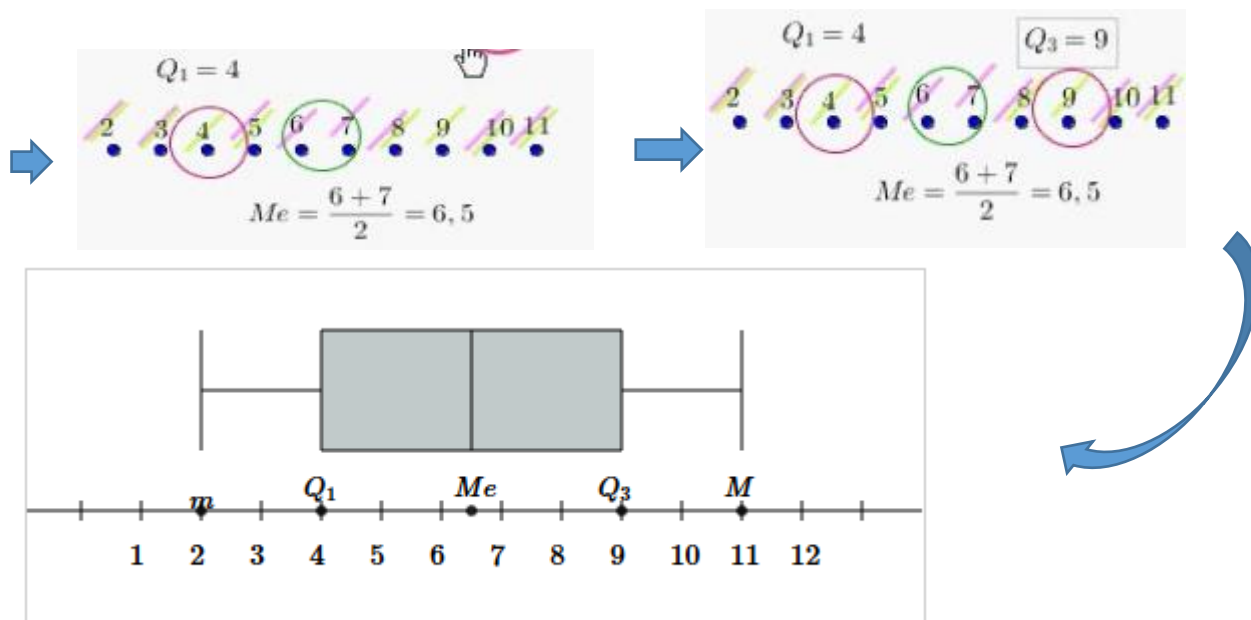 Q₁ = 4
2 3 4 5 6 7 8 9 10 11
Me = (6 + 7)/2 = 6, 5
Q₁ = 4
Q₃ = 9
2 3 4 5 6 7 8 9 10 11
Me = (6 + 7)/2 = 6, 5
m Q₁ Me Q₃ M
1 2 3 4 5 6 7 8 9 10 11 12